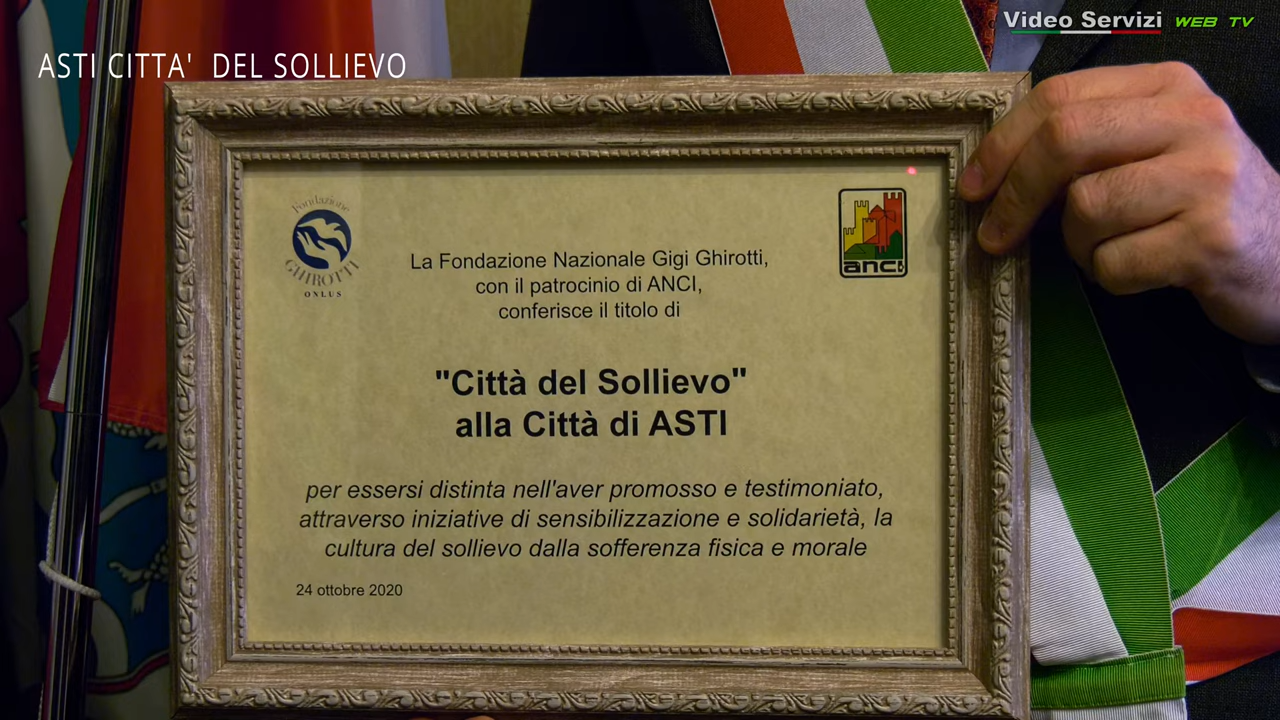 Video Servizi WEB TV
ASTI CITTA' DEL SOLLIEVO
Fondazione
GHIROTTI
ONLUS
anci
La Fondazione Nazionale Gigi Ghirotti,
con il patrocinio di ANCI,
conferisce il titolo di
"Città del Sollievo"
alla Città di ASTI
per essersi distinta nell'aver promosso e testimoniato,
attraverso iniziative di sensibilizzazione e solidarietà, la
cultura del sollievo dalla sofferenza fisica e morale
24 ottobre 2020